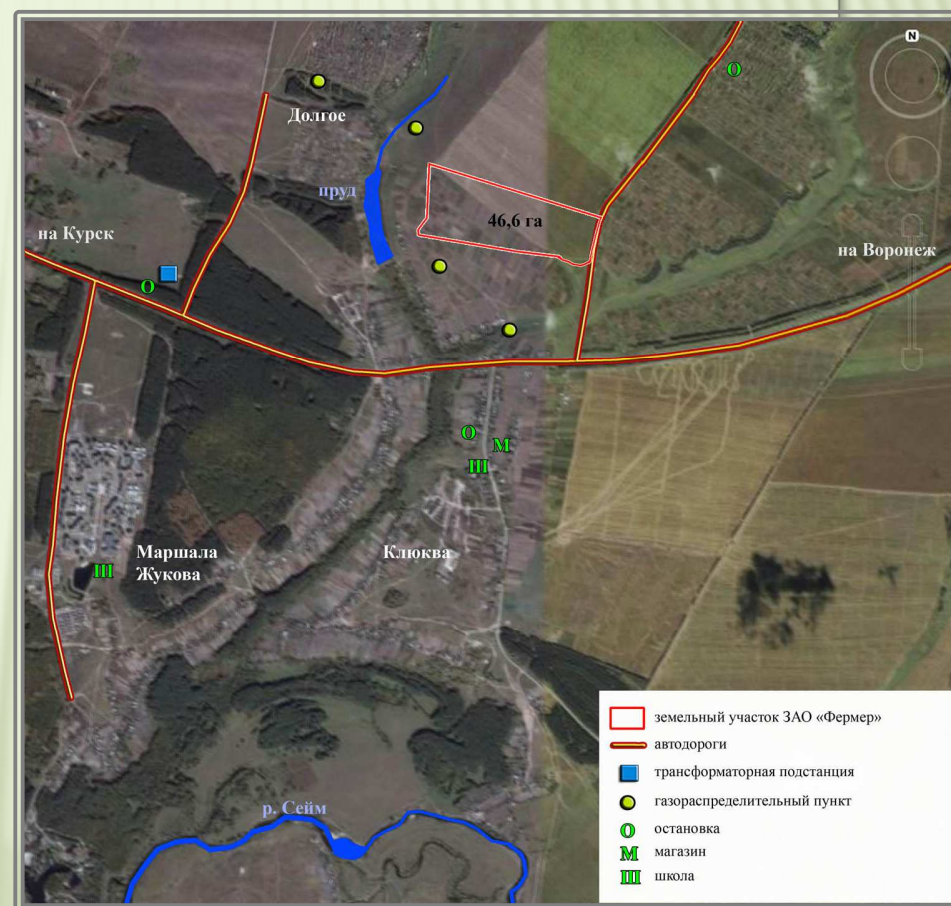 N
О
Долгое
пруд
46,6 га
на Курск
на Воронеж
О
О
М
Ш
Маршала
Жукова
Клюква
Ш
р. Сейм
земельный участок ЗАО «Фермер»
автодороги
трансформаторная подстанция
газораспределительный пункт
О остановка
М магазин
Ш школа